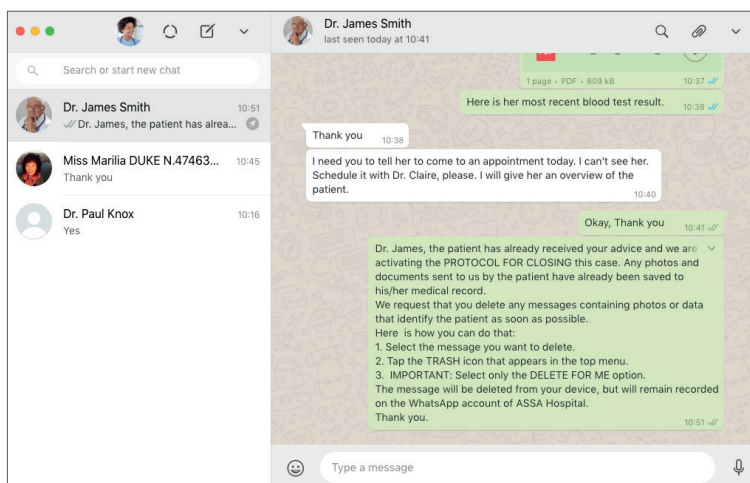 Dr. James Smith
last seen today at 10:41
Search or start new chat
Dr. James Smith 10:51
Dr. James, the patient has alrea...
Miss Marilia DUKE N.47463... 10:45
Thank you
Dr. Paul Knox 10:16
Yes
1 page • PDF • 809 kB 10:37
Here is her most recent blood test result. 10:38
Thank you 10:38
I need you to tell her to come to an appointment today. I can't see her.
Schedule it with Dr. Claire, please. I will give her an overview of the
patient.
10:40
Okay, Thank you 10:41
Dr. James, the patient has already received your advice and we are
activating the PROTOCOL FOR CLOSING this case. Any photos and
documents sent to us by the patient have already been saved to
his/her medical record.
We request that you delete any messages containing photos or data
that identify the patient as soon as possible.
Here is how you can do that:
1. Select the message you want to delete.
2. Tap the TRASH icon that appears in the top menu.
3. IMPORTANT: Select only the DELETE FOR ME option.
The message will be deleted from your device, but will remain recorded
on the WhatsApp account of ASSA Hospital.
Thank you.
10:51
Type a message